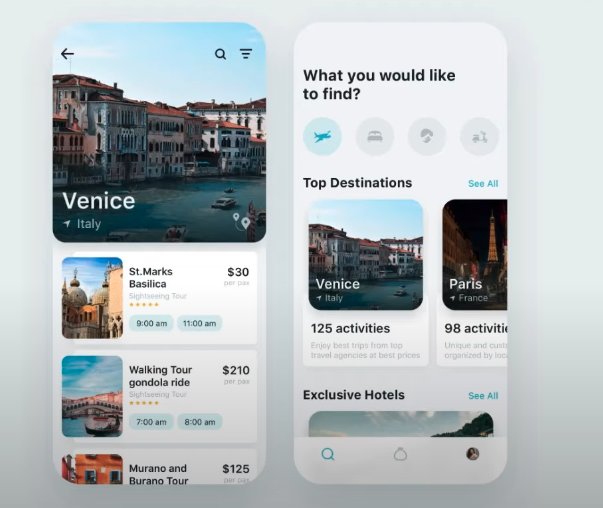 Venice
Italy
St.Marks
Basilica
$30
per pax
Sightseeing Tour
9:00 am
11:00 am
Walking Tour
gondola ride
$210
per pax
Sightseeing Tour
7:00 am
8:00 am
Murano and
Burano Tour
$125
per pax
What you would like
to find?
Top Destinations
See All
Venice
Italy
125 activities
Enjoy best trips from top
travel agencies at best prices
Paris
France
98 activitie
Unique and custo
organized by loc
Exclusive Hotels
See All